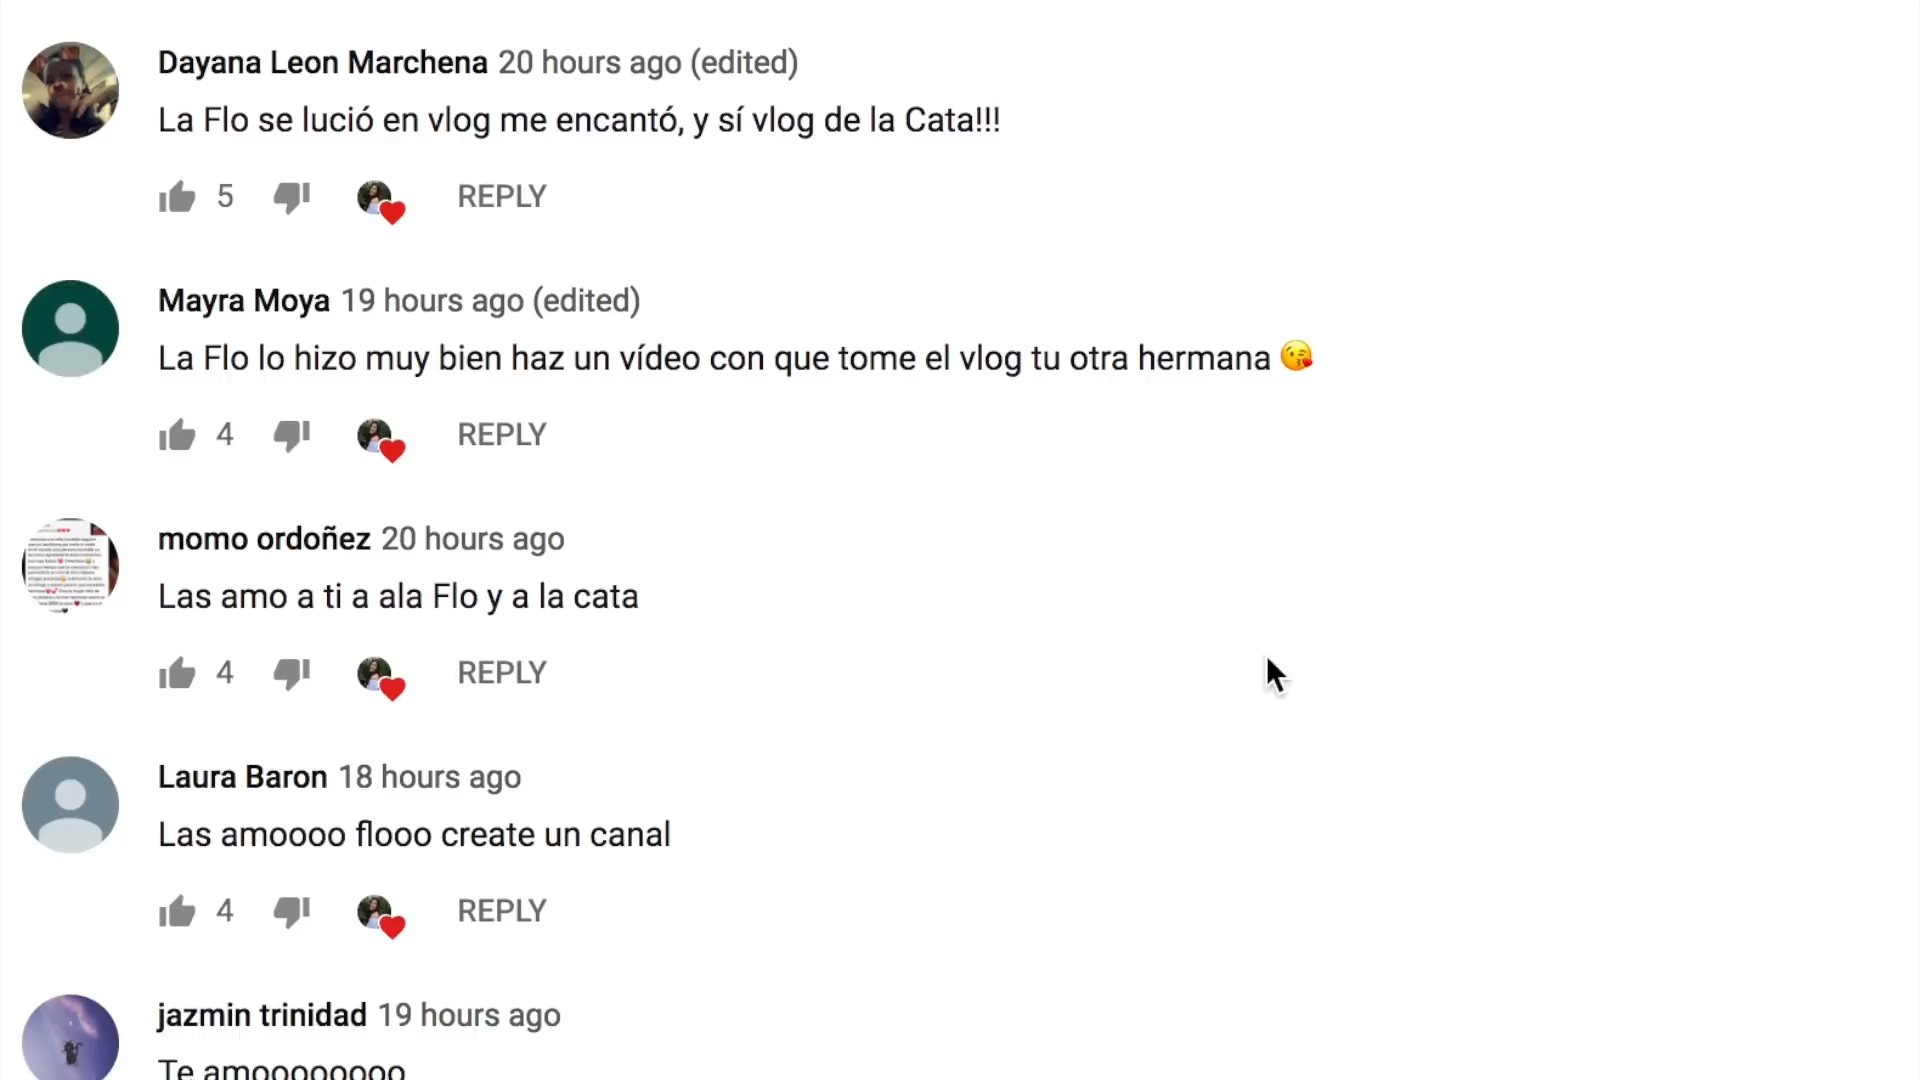 Dayana Leon Marchena 20 hours ago (edited)
La Flo se lució en vlog me encantó, y sí vlog de la Cata!!!
5 REPLY
Mayra Moya 19 hours ago (edited)
La Flo lo hizo muy bien haz un vídeo con que tome el vlog tu otra hermana 😘
4 REPLY
momo ordoñez 20 hours ago
Las amo a ti a ala Flo y a la cata
4 REPLY
Laura Baron 18 hours ago
Las amoooo flooo create un canal
4 REPLY
jazmin trinidad 19 hours ago
Te amooooooooo